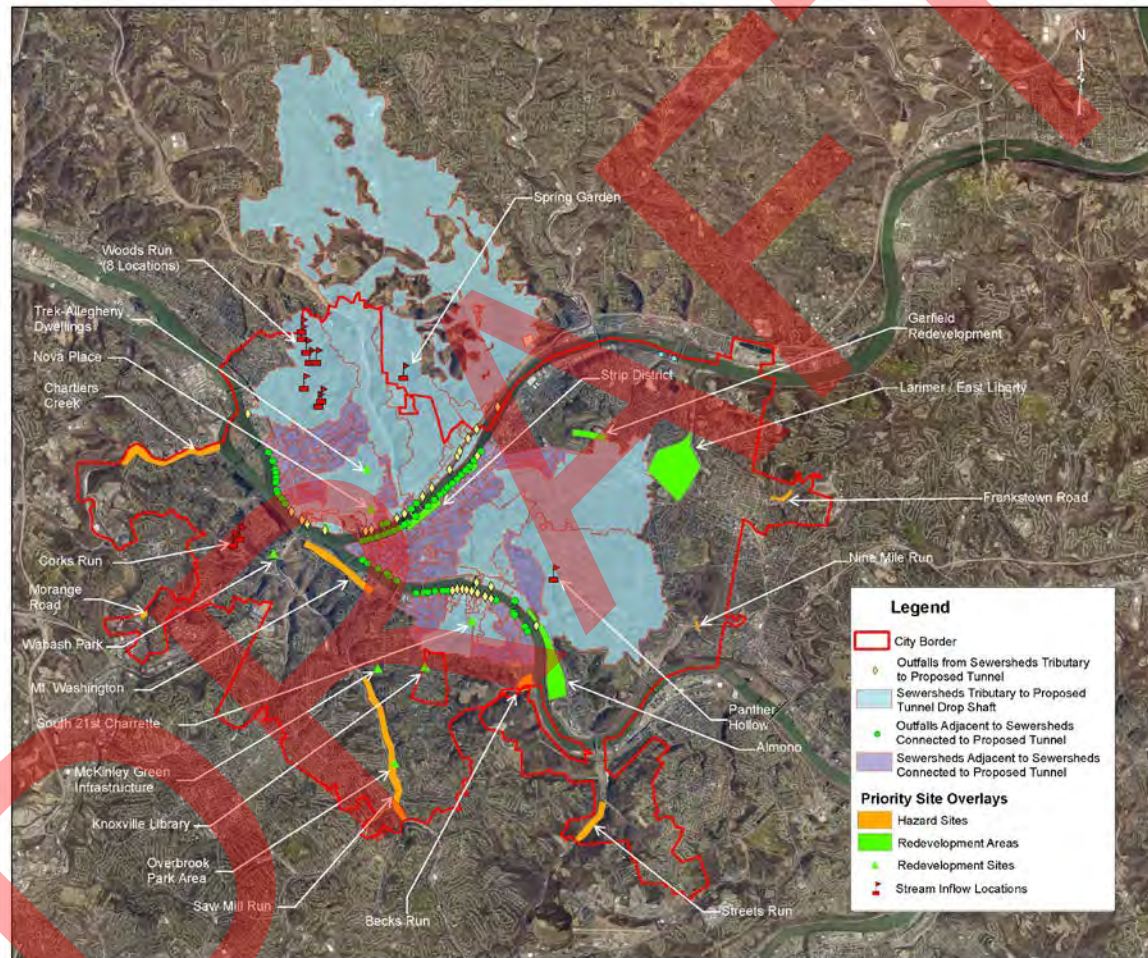 N
Spring Garden
Woods Run
(8 Locations)
Trek-Allegheny
Dwellings
Nova Place
Chartiers
Creek
Garfield
Redevelopment
Strip District
Larimer / East Liberty
Frankstown Road
Nine Mile Run
Corks Run
Morange
Road
Wabash Park
Mt. Washington
South 21st Charrette
McKinley Green
Infrastructure
Knoxville Library
Overbrook
Park Area
Saw Mill Run
Becks Run
Panther
Hollow
Almono
Streets Run
Legend
City Border
Outfalls from Sewersheds Tributary
to Proposed Tunnel
Sewersheds Tributary to Proposed
Tunnel Drop Shaft
Outfalls Adjacent to Sewersheds
Connected to Proposed Tunnel
Sewersheds Adjacent to Sewersheds
Connected to Proposed Tunnel
Priority Site Overlays
Hazard Sites
Redevelopment Areas
Redevelopment Sites
Stream Inflow Locations
DRAFT